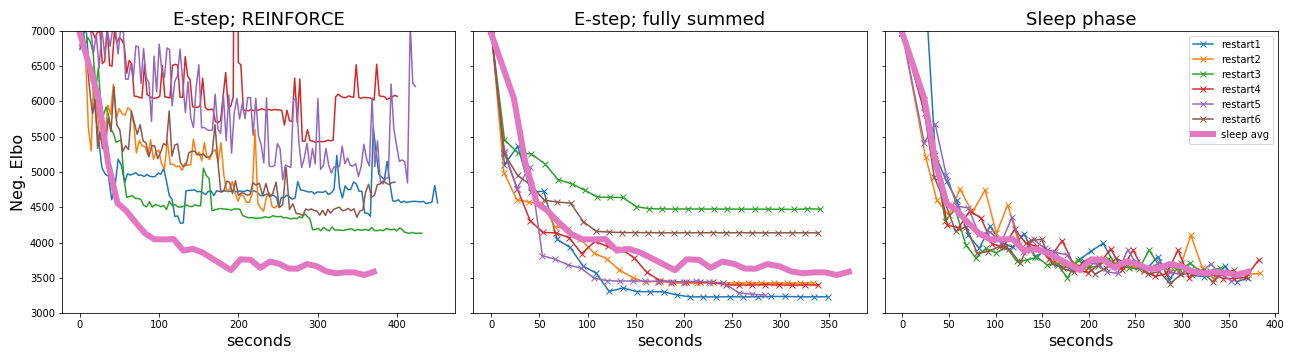 E-step; REINFORCE
E-step; fully summed
Sleep phase
Neg. Elbo
7000
6500
6000
5500
5000
4500
4000
3500
3000
0 100 200 300 400
seconds
0 50 100 150 200 250 300 350
seconds
restart1
restart2
restart3
restart4
restart5
restart6
sleep avg
0 50 100 150 200 250 300 350 400
seconds